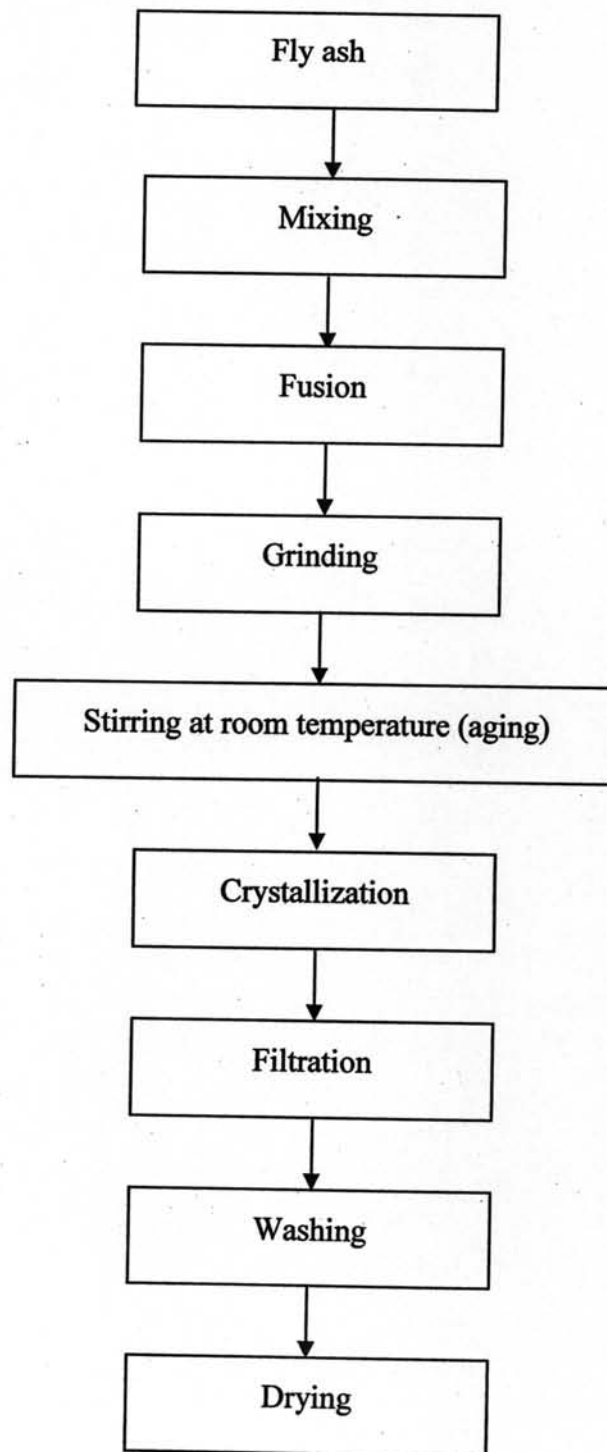 Fly ash
Mixing
Fusion
Grinding
Stirring at room temperature (aging)
Crystallization
Filtration
Washing
Drying